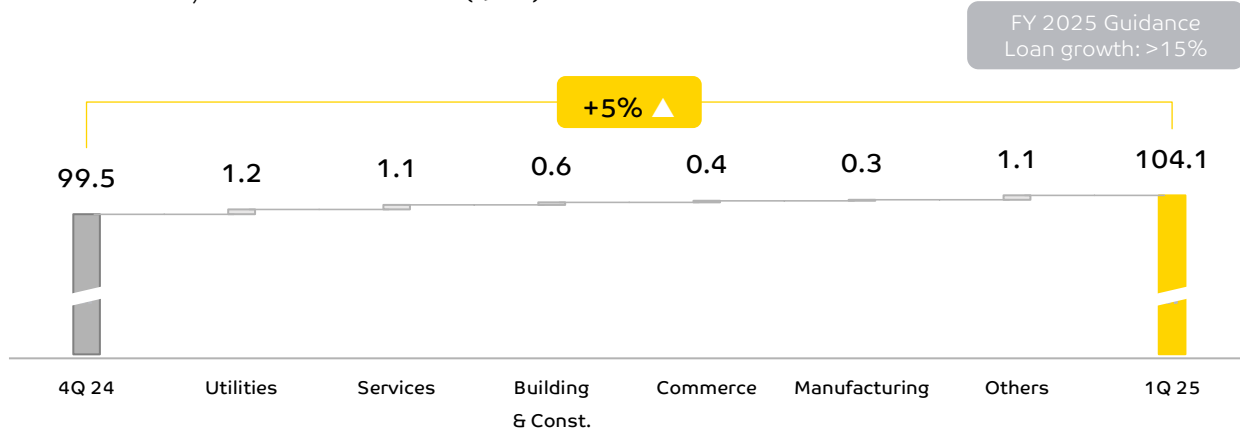 FY 2025 Guidance
Loan growth: >15%
+5% ▲
99.5 1.2 1.1 0.6 0.4 0.3 1.1 104.1
4Q 24 Utilities Services Building Commerce Manufacturing Others 1Q 25
& Const.